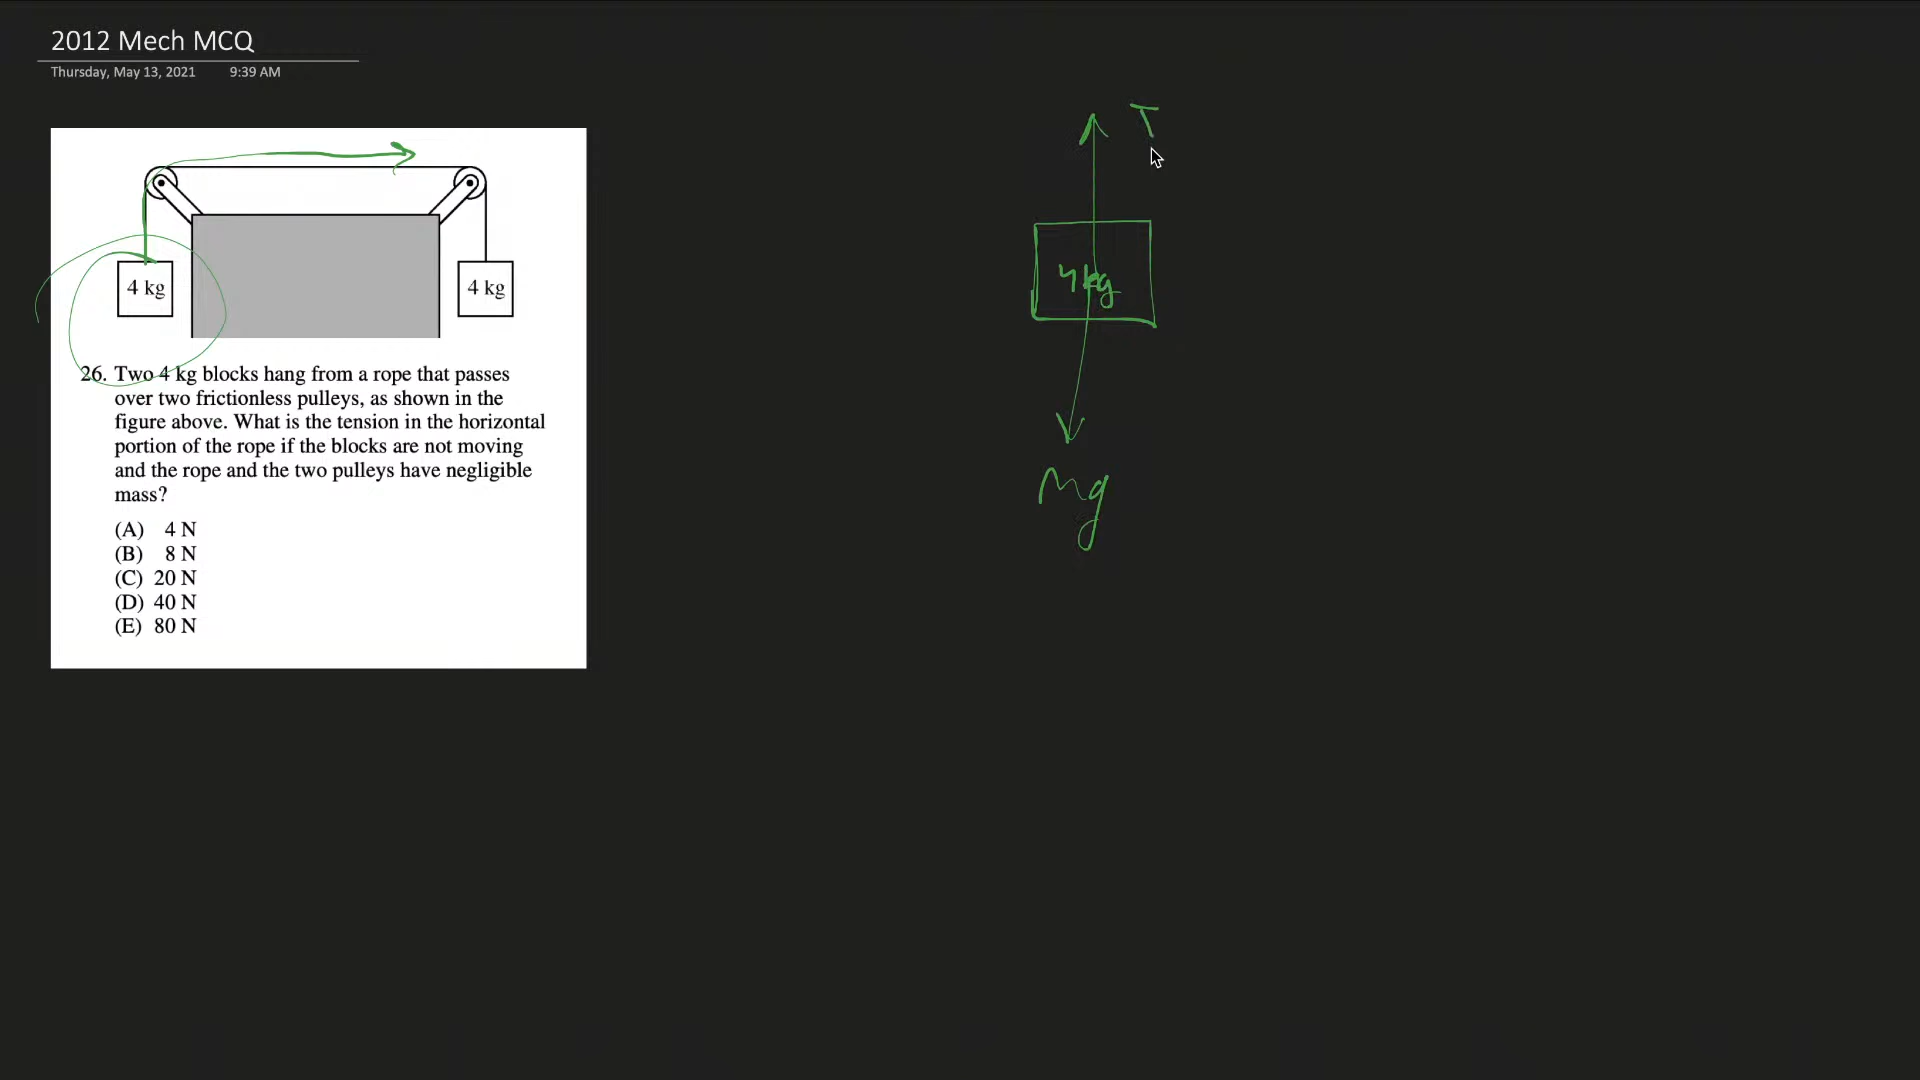 2012 Mech MCQ
Thursday, May 13, 2021 9:39 AM
4 kg
4 kg
26. Two 4 kg blocks hang from a rope that passes
over two frictionless pulleys, as shown in the
figure above. What is the tension in the horizontal
portion of the rope if the blocks are not moving
and the rope and the two pulleys have negligible
mass?
(A) 4 N
(B) 8 N
(C) 20 N
(D) 40 N
(E) 80 N
T
4kg
Mg